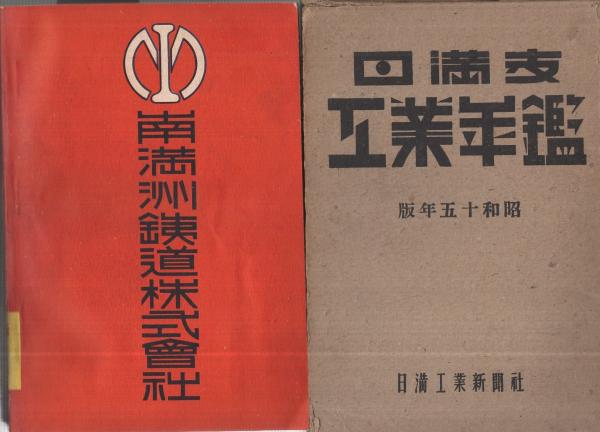 南満洲鉄道株式會社
日満支
工業年鑑
版年五十和昭
日満工業新聞社